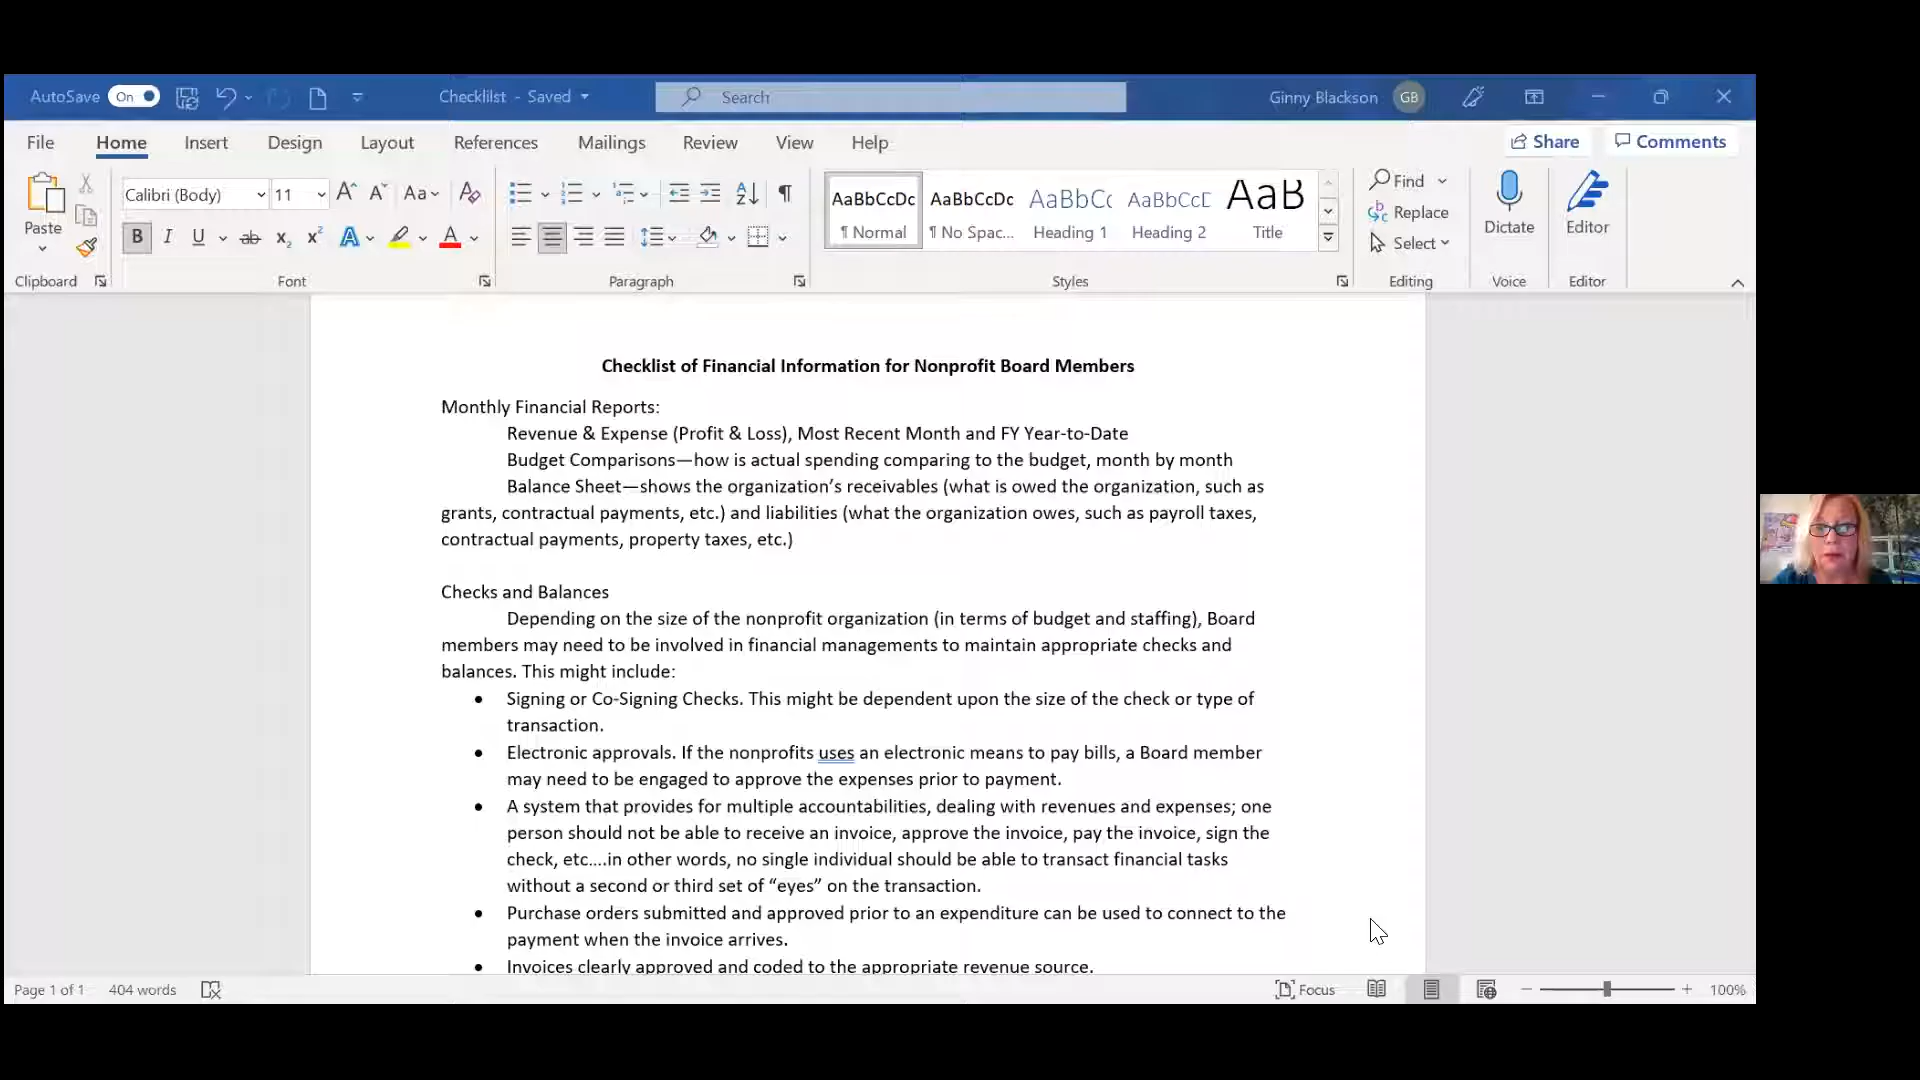 AutoSave On Checklilst - Saved Search Ginny Blackson GB
File Home Insert Design Layout References Mailings Review View Help Share Comments
Paste Calibri (Body) 11 Aa AaBbCcDc AaBbCcDc AaBbCc AaBbCcE AaB Find Replace Select Dictate Editor
B I U ab x₂ x² A A ¶ Normal ¶ No Spac... Heading 1 Heading 2 Title
Clipboard Font Paragraph Styles Editing Voice Editor
Checklist of Financial Information for Nonprofit Board Members
Monthly Financial Reports:
Revenue & Expense (Profit & Loss), Most Recent Month and FY Year-to-Date
Budget Comparisons—how is actual spending comparing to the budget, month by month
Balance Sheet—shows the organization’s receivables (what is owed the organization, such as
grants, contractual payments, etc.) and liabilities (what the organization owes, such as payroll taxes,
contractual payments, property taxes, etc.)
Checks and Balances
Depending on the size of the nonprofit organization (in terms of budget and staffing), Board
members may need to be involved in financial managements to maintain appropriate checks and
balances. This might include:
• Signing or Co-Signing Checks. This might be dependent upon the size of the check or type of
transaction.
• Electronic approvals. If the nonprofits uses an electronic means to pay bills, a Board member
may need to be engaged to approve the expenses prior to payment.
• A system that provides for multiple accountabilities, dealing with revenues and expenses; one
person should not be able to receive an invoice, approve the invoice, pay the invoice, sign the
check, etc....in other words, no single individual should be able to transact financial tasks
without a second or third set of “eyes” on the transaction.
• Purchase orders submitted and approved prior to an expenditure can be used to connect to the
payment when the invoice arrives.
• Invoices clearly approved and coded to the appropriate revenue source.
Page 1 of 1 404 words Focus 100%